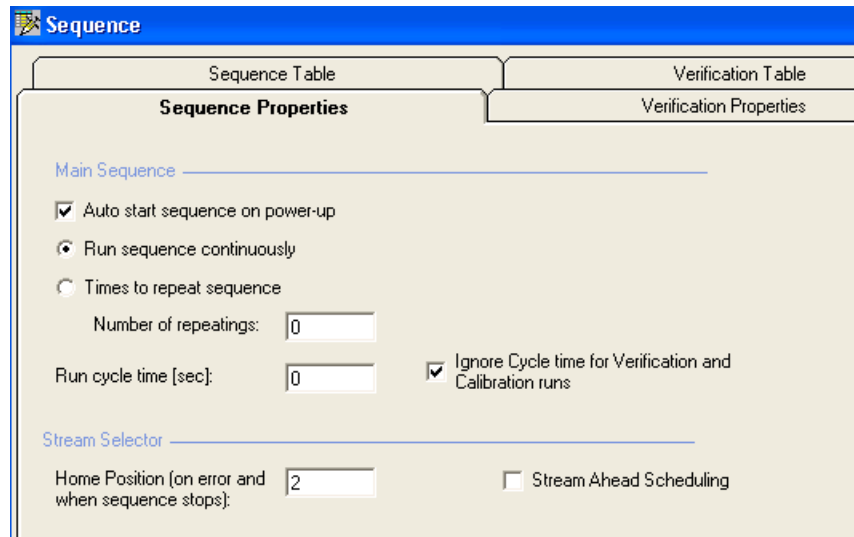 Sequence
Sequence Table
Verification Table
Sequence Properties
Verification Properties
Main Sequence
Auto start sequence on power-up
Run sequence continuously
Times to repeat sequence
Number of repeatings: 0
Run cycle time [sec]: 0
Ignore Cycle time for Verification and
Calibration runs
Stream Selector
Home Position (on error and
when sequence stops): 2
Stream Ahead Scheduling